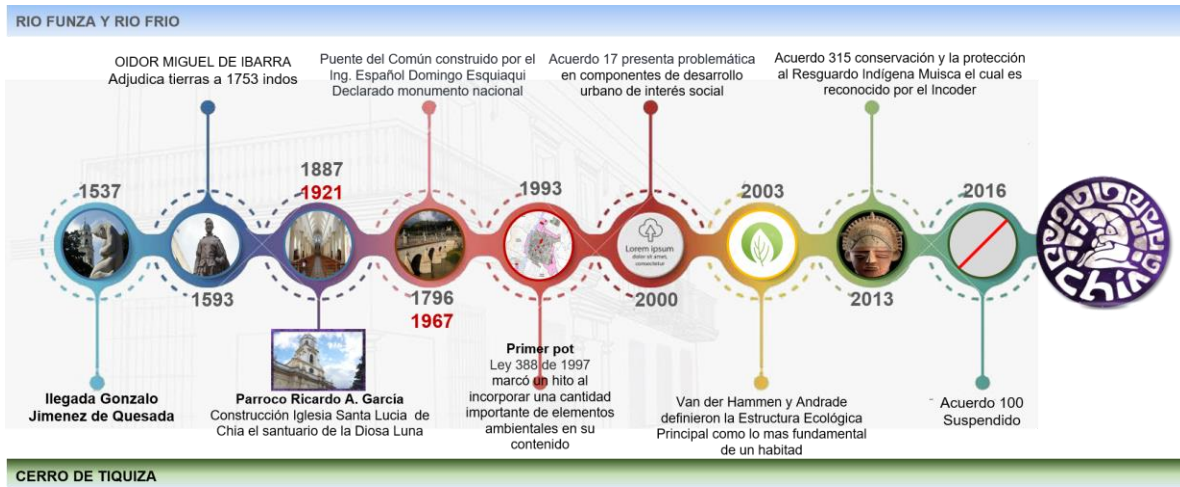 RIO FUNZA Y RIO FRIO
OIDOR MIGUEL DE IBARRA
Adjudica tierras a 1753 indos
Puente del Común construido por el
Ing. Español Domingo Esquiaqui
Declarado monumento nacional
Acuerdo 17 presenta problemática
en componentes de desarrollo
urbano de interés social
Acuerdo 315 conservación y la protección
al Resguardo Indígena Muisca el cual es
reconocido por el Incoder
1537
1593
1887
1921
1796
1967
1993
Lorem ipsum
dolor sit amet,
consectetur
2000
2003
2013
2016
chia
llegada Gonzalo
Jimenez de Quesada
Parroco Ricardo A. García
Construcción Iglesia Santa Lucia de
Chia el santuario de la Diosa Luna
Primer pot
Ley 388 de 1997
marcó un hito al
incorporar una cantidad
importante de elementos
ambientales en su
contenido
Van der Hammen y Andrade
definieron la Estructura Ecológica
Principal como lo mas fundamental
de un habitad
Acuerdo 100
Suspendido
CERRO DE TIQUIZA